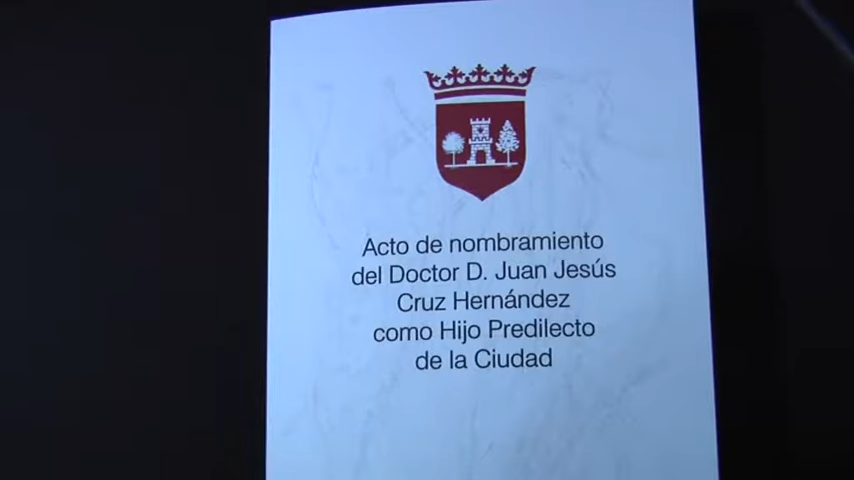 Acto de nombramiento
del Doctor D. Juan Jesús
Cruz Hernández
como Hijo Predilecto
de la Ciudad